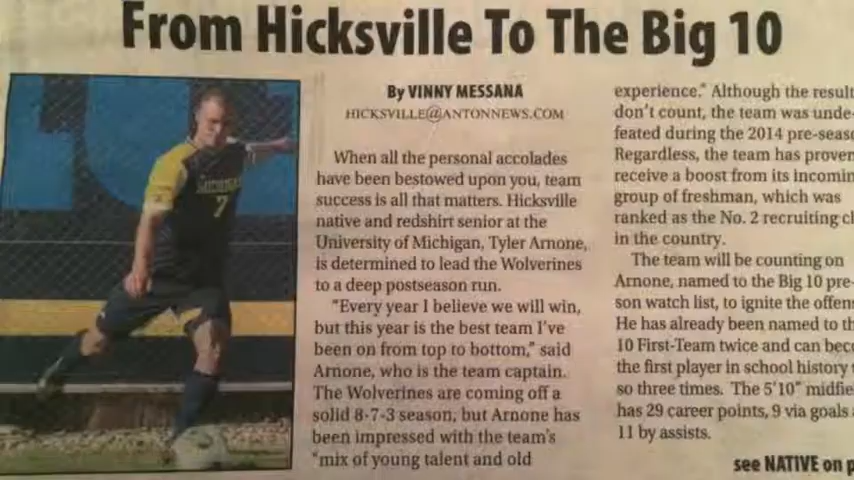 From Hicksville To The Big 10
MICHIGAN
7
By VINNY MESSANA
HICKSVILLE@ANTONNEWS.COM
When all the personal accolades
have been bestowed upon you, team
success is all that matters. Hicksville
native and redshirt senior at the
University of Michigan, Tyler Arnone,
is determined to lead the Wolverines
to a deep postseason run.
“Every year I believe we will win,
but this year is the best team I’ve
been on from top to bottom,” said
Arnone, who is the team captain.
The Wolverines are coming off a
solid 8-7-3 season, but Arnone has
been impressed with the team’s
“mix of young talent and old
experience.” Although the result
don’t count, the team was unde-
feated during the 2014 pre-seaso
Regardless, the team has proven
receive a boost from its incomin
group of freshman, which was
ranked as the No. 2 recruiting cl
in the country.
The team will be counting on
Arnone, named to the Big 10 pre-
son watch list, to ignite the offens
He has already been named to th
10 First-Team twice and can beco
the first player in school history
so three times. The 5’10” midfie
has 29 career points, 9 via goals
11 by assists.
see NATIVE on p